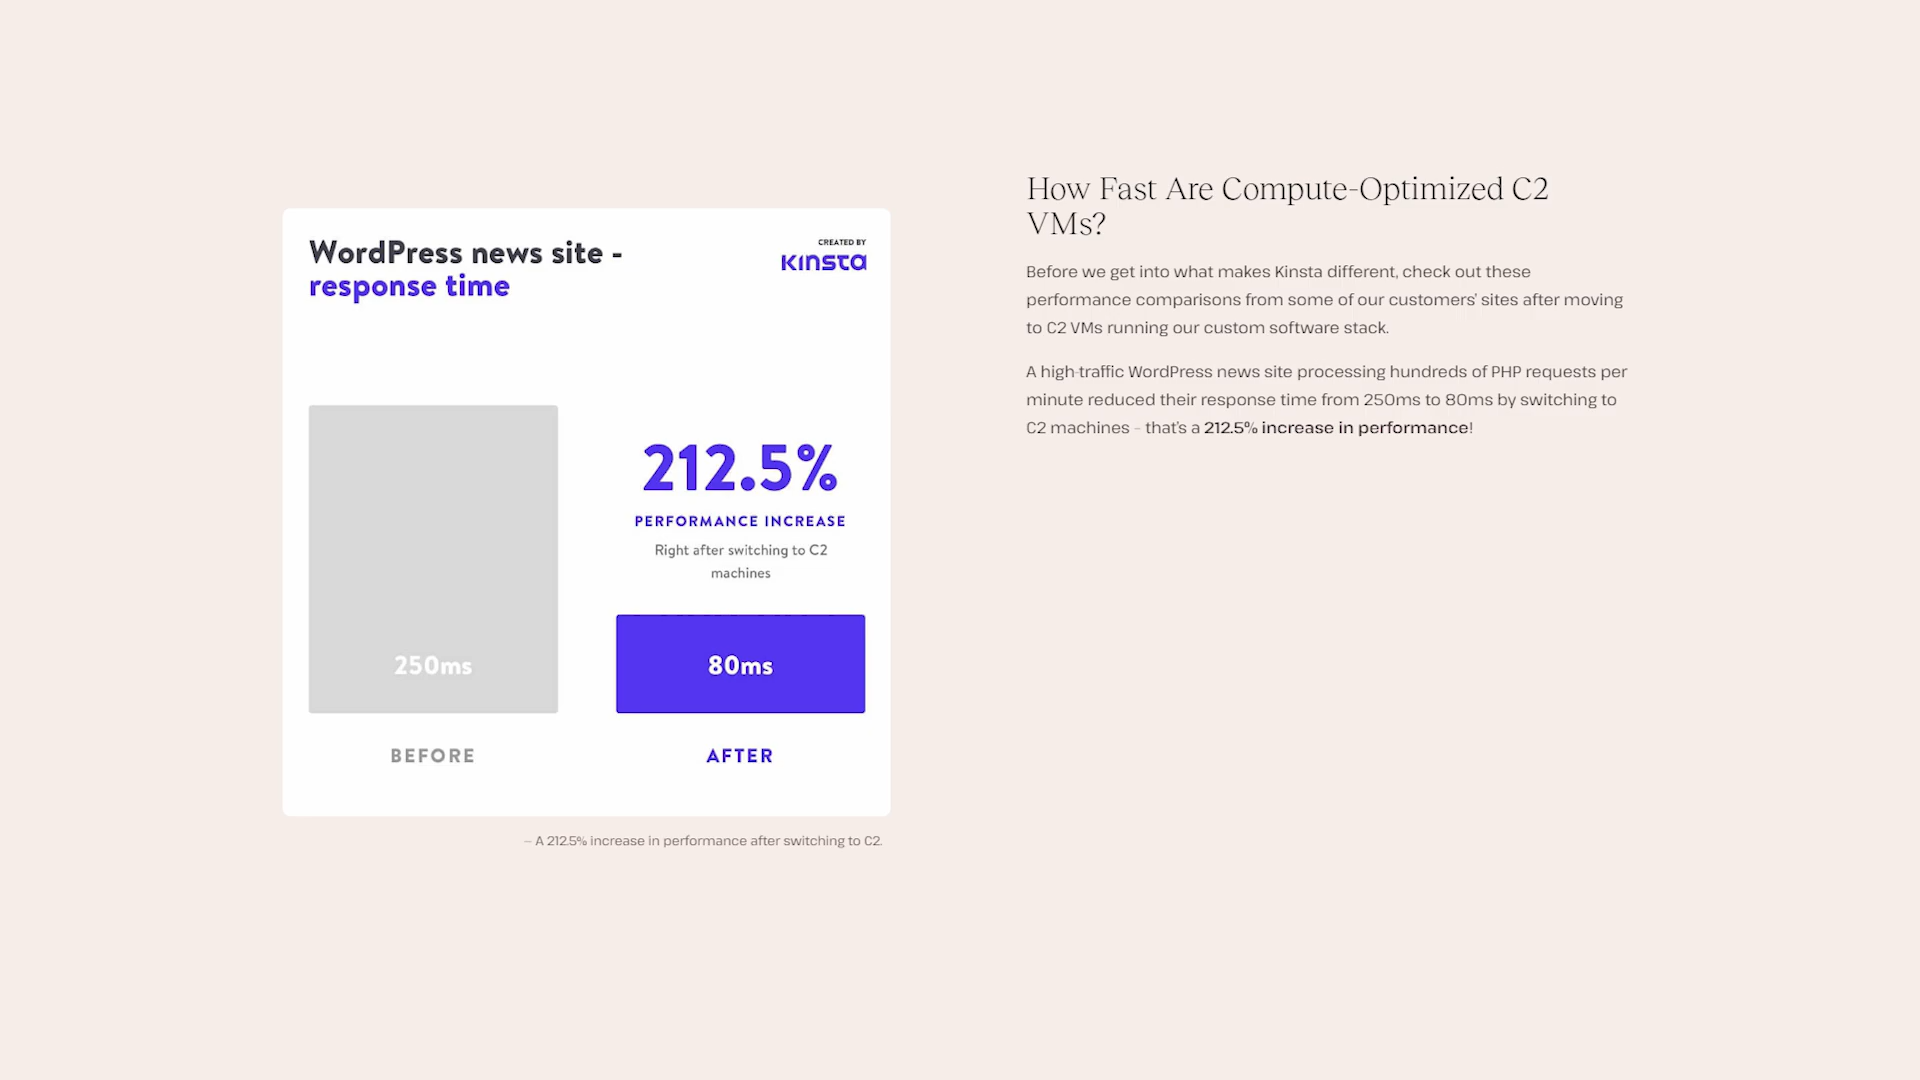 WordPress news site -
response time
CREATED BY
Kinsta
212.5%
PERFORMANCE INCREASE
Right after switching to C2
machines
250ms
80ms
BEFORE
AFTER
– A 212.5% increase in performance after switching to C2.
How Fast Are Compute-Optimized C2
VMs?
Before we get into what makes Kinsta different, check out these
performance comparisons from some of our customers’ sites after moving
to C2 VMs running our custom software stack.
A high-traffic WordPress news site processing hundreds of PHP requests per
minute reduced their response time from 250ms to 80ms by switching to
C2 machines – that’s a 212.5% increase in performance!